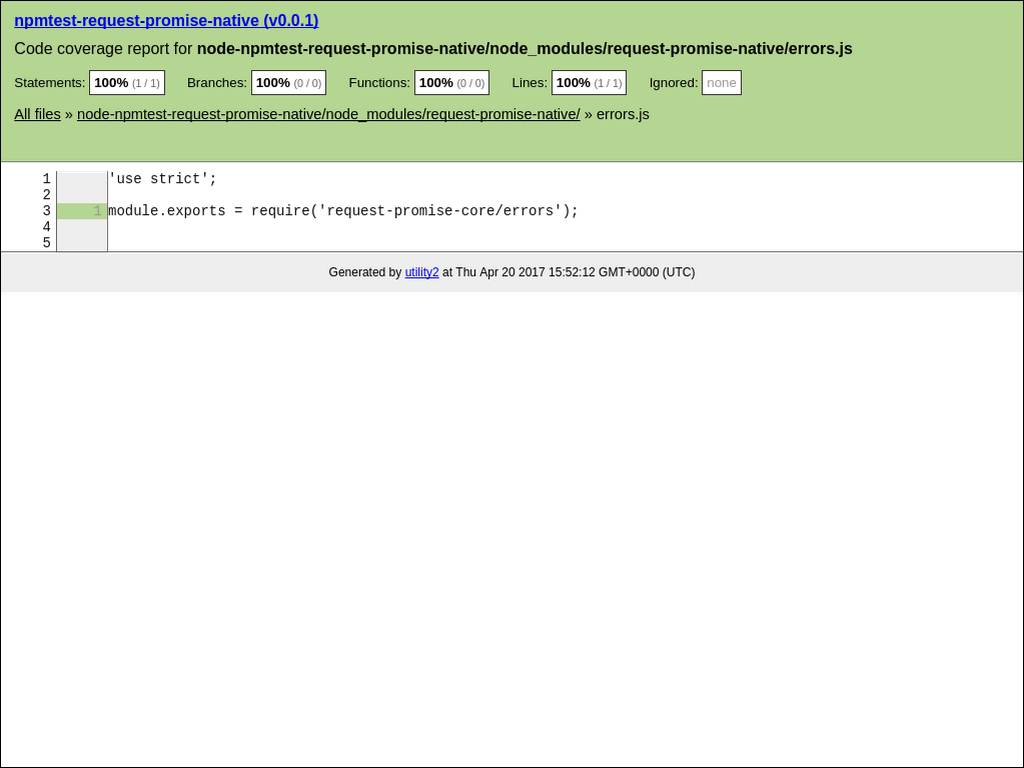 npmtest-request-promise-native (v0.0.1)
Code coverage report for node-npmtest-request-promise-native/node_modules/request-promise-native/errors.js
Statements: 100% (1 / 1) Branches: 100% (0 / 0) Functions: 100% (0 / 0) Lines: 100% (1 / 1) Ignored: none
All files » node-npmtest-request-promise-native/node_modules/request-promise-native/ » errors.js
1 'use strict';
2
3 1 module.exports = require('request-promise-core/errors');
4
5
Generated by utility2 at Thu Apr 20 2017 15:52:12 GMT+0000 (UTC)